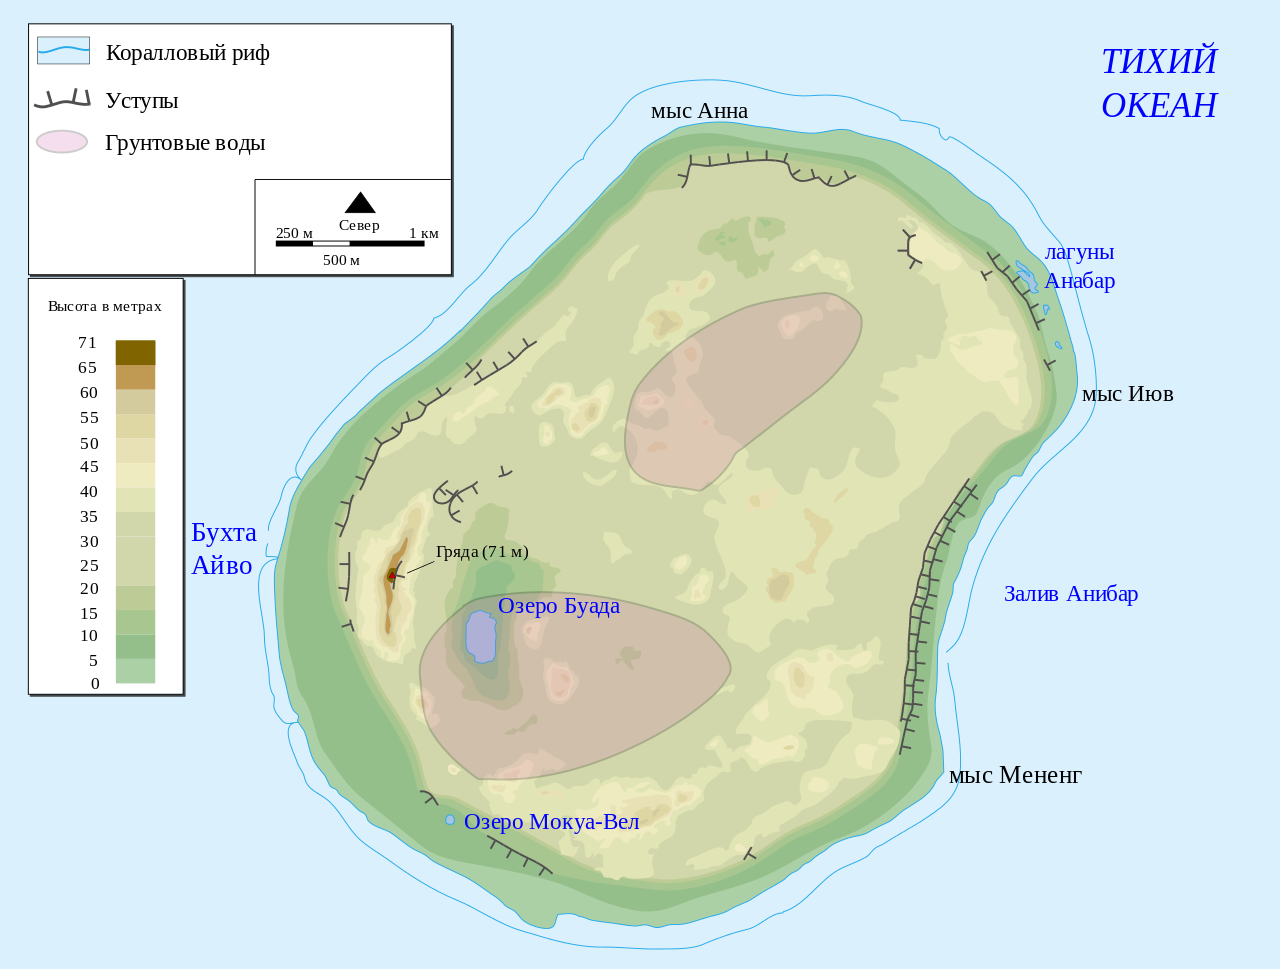 Коралловый риф
Уступы
Грунтовые воды
Север
250 м
1 км
500 м
Высота в метрах
71
65
60
55
50
45
40
35
30
25
20
15
10
5
0
ТИХИЙ
ОКЕАН
мыс Анна
лагуны
Анабар
мыс Июв
Бухта
Айво
Гряда (71 м)
Озеро Буада
Залив Анибар
мыс Мененг
Озеро Мокуа-Вел